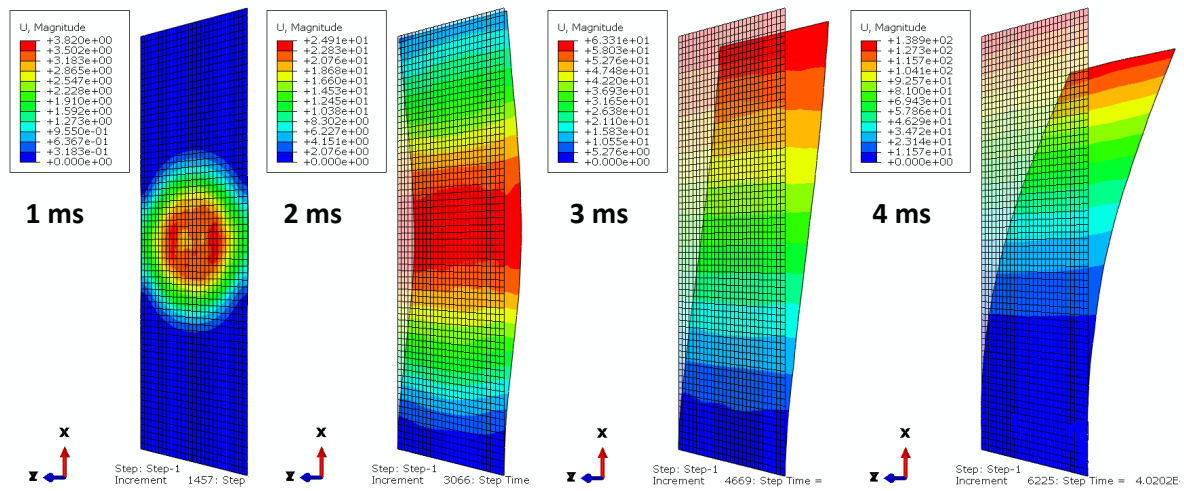 U, Magnitude
+3.820e+00
+3.502e+00
+3.183e+00
+2.865e+00
+2.547e+00
+2.228e+00
+1.910e+00
+1.592e+00
+1.273e+00
+9.550e-01
+6.367e-01
+3.183e-01
+0.000e+00
1 ms
X
Z
Step: Step-1
Increment 1457: Step
U, Magnitude
+2.491e+01
+2.283e+01
+2.076e+01
+1.868e+01
+1.660e+01
+1.453e+01
+1.245e+01
+1.038e+01
+8.302e+00
+6.227e+00
+4.151e+00
+2.076e+00
+0.000e+00
2 ms
X
Z
Step: Step-1
Increment 3066: Step Time
U, Magnitude
+6.331e+01
+5.803e+01
+5.276e+01
+4.748e+01
+4.220e+01
+3.693e+01
+3.165e+01
+2.638e+01
+2.110e+01
+1.583e+01
+1.055e+01
+5.276e+00
+0.000e+00
3 ms
X
Z
Step: Step-1
Increment 4669: Step Time =
U, Magnitude
+1.389e+02
+1.273e+02
+1.157e+02
+1.041e+02
+9.257e+01
+8.100e+01
+6.943e+01
+5.786e+01
+4.629e+01
+3.472e+01
+2.314e+01
+1.157e+01
+0.000e+00
4 ms
X
Z
Step: Step-1
Increment 6225: Step Time = 4.0202E